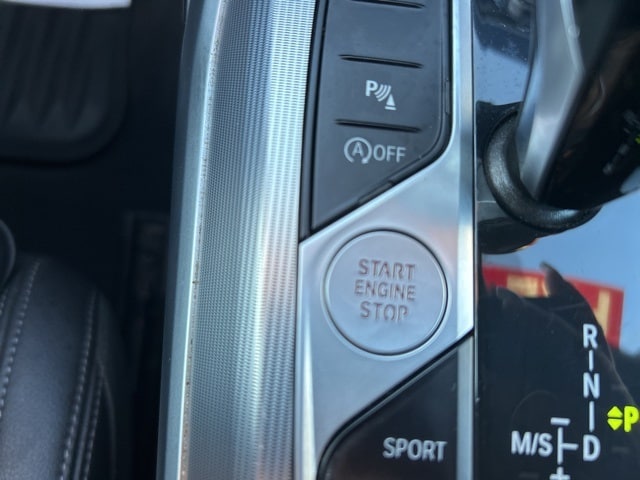 P
A OFF
START
ENGINE
STOP
SPORT
R
N
P
M/S D
+